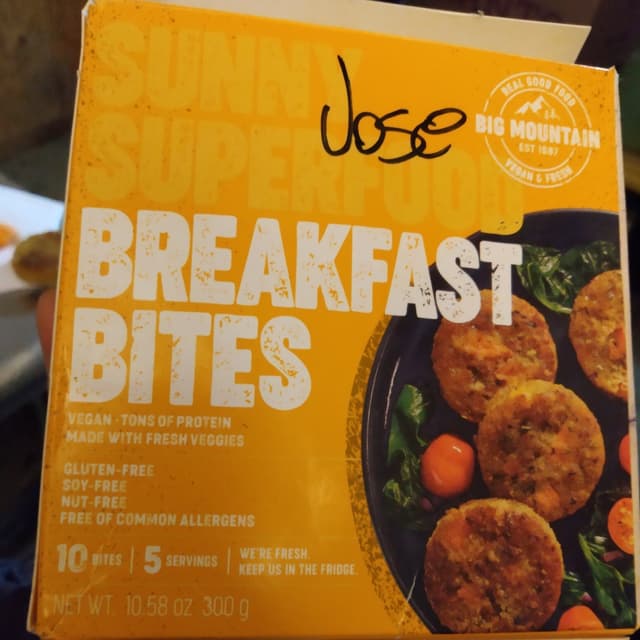 SUNNY
Jose
SUPERFOOD
REAL GOOD FOOD
BIG MOUNTAIN
EST 1987
VEGAN & FRESH
BREAKFAST
BITES
VEGAN · TONS OF PROTEIN
MADE WITH FRESH VEGGIES
GLUTEN-FREE
SOY-FREE
NUT-FREE
FREE OF COMMON ALLERGENS
10 BITES | 5 SERVINGS | WE'RE FRESH.
KEEP US IN THE FRIDGE.
NET WT. 10.58 oz 300 g